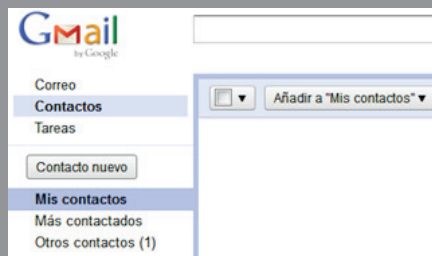 Gmail
by Google
Correo
Contactos
Tareas
Añadir a "Mis contactos"
Contacto nuevo
Mis contactos
Más contactados
Otros contactos (1)